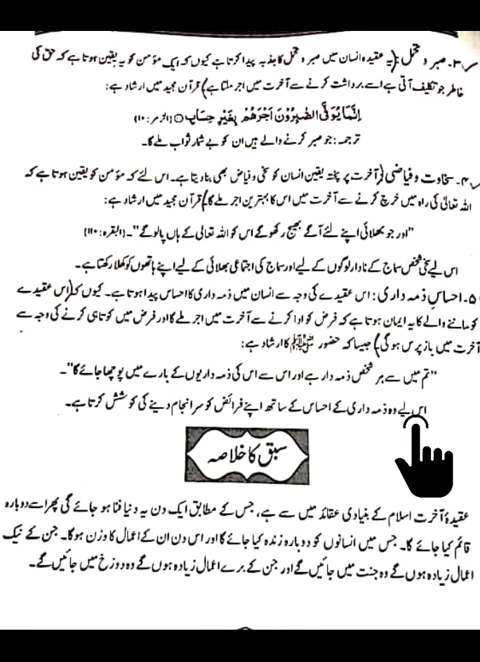 ۳۔ صبر و تحمل: (یہ عقیدہ انسان میں صبر و تحمل کا جذبہ پیدا کرتا ہے کیوں کہ ایک مؤمن کو یہ یقین ہوتا ہے کہ حق کی
خاطر جو تکلیف آتی ہے اسے برداشت کرنے سے آخرت میں اجر ملتا ہے) قرآن مجید میں ارشاد ہے:
اِنَّمَا یُوَفَّی الصّٰبِرُوْنَ اَجْرَهُمْ بِغَیْرِ حِسَابٍ ۝ (الزمر: ۱۰)
ترجمہ: جو صبر کرنے والے ہیں ان کو بے شمار ثواب ملے گا۔
۴۔ سخاوت و فیاضی (آخرت پر پختہ یقین انسان کو سخی و فیاض بھی بنا دیتا ہے۔ اس لئے کہ مؤمن کو یقین ہوتا ہے کہ
اللہ تعالیٰ کی راہ میں خرچ کرنے سے آخرت میں اس کا بہترین اجر ملے گا) قرآن مجید میں ارشاد ہے:
"اور جو بھلائی اپنے لئے آگے بھیج رکھو گے اس کو اللہ تعالی کے ہاں پالو گے"۔ (البقرہ: ۱۱۰)
اس لیے سخی شخص سماج کے نادار لوگوں کے لیے اور سماج کی اجتماعی بھلائی کے لیے اپنے ہاتھوں کو کھلا رکھتا ہے۔
۵۔ احساسِ ذمہ داری: اس عقیدے کی وجہ سے انسان میں ذمہ داری کا احساس پیدا ہوتا ہے۔ کیوں کہ (اس عقیدے
کو ماننے والے کا یہ ایمان ہوتا ہے کہ فرض کو ادا کرنے سے آخرت میں اجر ملے گا اور فرض میں کوتاہی کرنے کی وجہ سے
آخرت میں باز پرس ہوگی) جیسا کہ حضور ﷺ کا ارشاد ہے:
"تم میں سے ہر شخص ذمہ دار ہے اور اس سے اس کی ذمہ داریوں کے بارے میں پوچھا جائے گا"۔
اس لیے وہ ذمہ داری کے احساس کے ساتھ اپنے فرائض کو سرانجام دینے کی کوشش کرتا ہے۔
سبق کا خلاصہ
عقیدۂ آخرت اسلام کے بنیادی عقائد میں سے ہے، جس کے مطابق ایک دن یہ دنیا فنا ہو جائے گی پھر اسے دوبارہ
قائم کیا جائے گا۔ جس میں انسانوں کو دوبارہ زندہ کیا جائے گا اور اس دن ان کے اعمال کا وزن ہوگا۔ جن کے نیک
اعمال زیادہ ہوں گے وہ جنت میں جائیں گے اور جن کے برے اعمال زیادہ ہوں گے وہ دوزخ میں جائیں گے۔